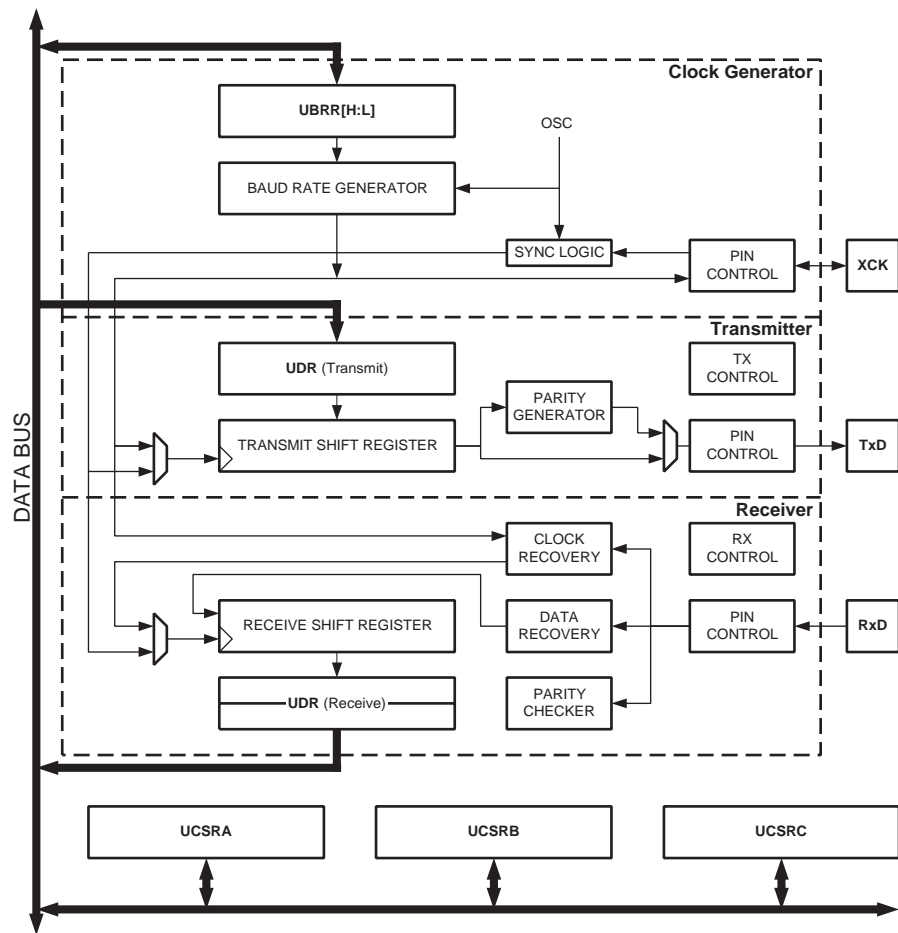 Clock Generator
UBRR[H:L]
OSC
BAUD RATE GENERATOR
SYNC LOGIC
PIN
CONTROL
XCK
Transmitter
UDR (Transmit)
TX
CONTROL
PARITY
GENERATOR
TRANSMIT SHIFT REGISTER
PIN
CONTROL
TxD
DATA BUS
Receiver
CLOCK
RECOVERY
RX
CONTROL
RECEIVE SHIFT REGISTER
DATA
RECOVERY
PIN
CONTROL
RxD
UDR (Receive)
PARITY
CHECKER
UCSRA
UCSRB
UCSRC